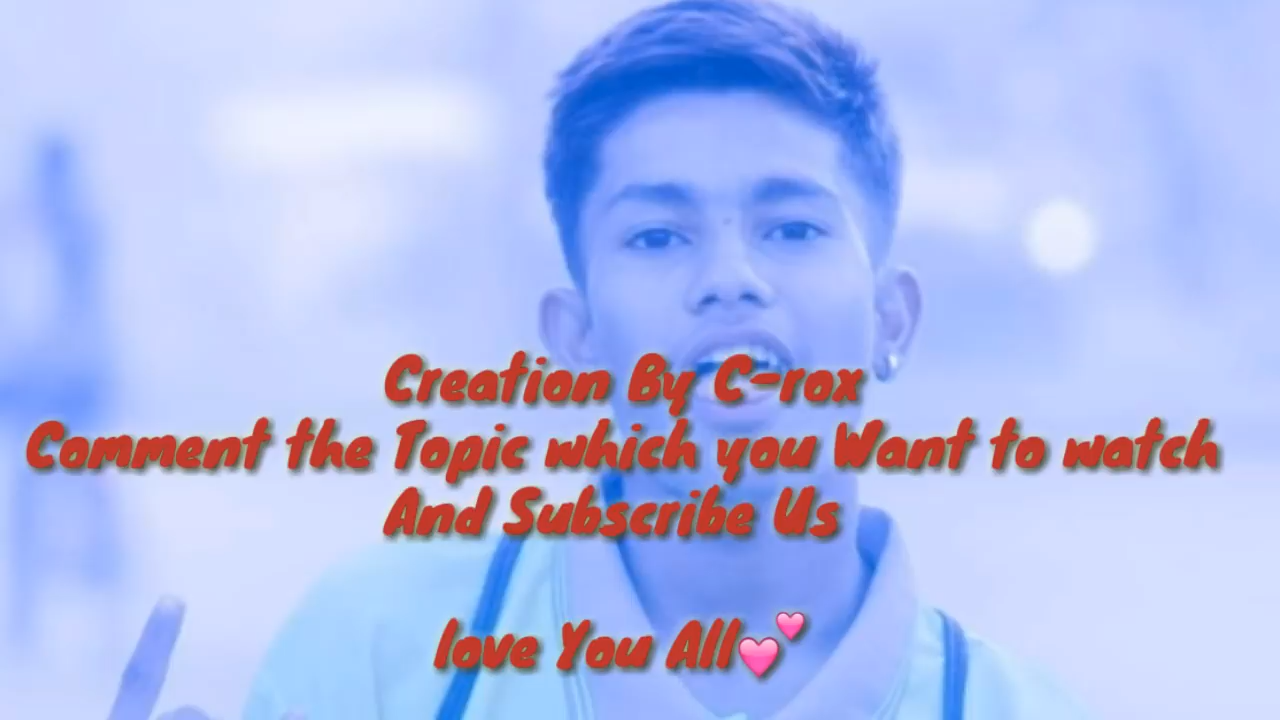 Creation By C-rox
Comment the Topic which you Want to watch
And Subscribe Us
love You All💕